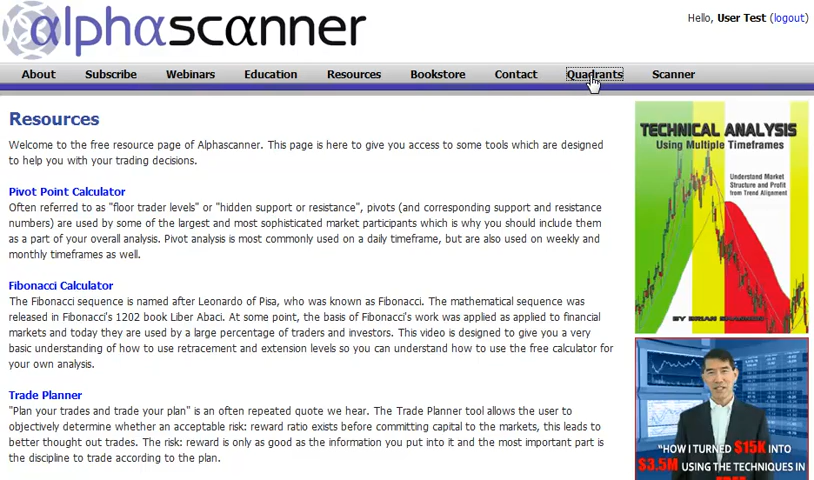 alphascanner
Hello, User Test (logout)
About Subscribe Webinars Education Resources Bookstore Contact Quadrants Scanner
Resources
Welcome to the free resource page of Alphascanner. This page is here to give you access to some tools which are designed
to help you with your trading decisions.
Pivot Point Calculator
Often referred to as "floor trader levels" or "hidden support or resistance", pivots (and corresponding support and resistance
numbers) are used by some of the largest and most sophisticated market participants which is why you should include them
as a part of your overall analysis. Pivot analysis is most commonly used on a daily timeframe, but are also used on weekly and
monthly timeframes as well.
Fibonacci Calculator
The Fibonacci sequence is named after Leonardo of Pisa, who was known as Fibonacci. The mathematical sequence was
released in Fibonacci's 1202 book Liber Abaci. At some point, the basis of Fibonacci's work was applied as applied to financial
markets and today they are used by a large percentage of traders and investors. This video is designed to give you a very
basic understanding of how to use retracement and extension levels so you can understand how to use the free calculator for
your own analysis.
Trade Planner
"Plan your trades and trade your plan" is an often repeated quote we hear. The Trade Planner tool allows the user to
objectively determine whether an acceptable risk: reward ratio exists before committing capital to the markets, this leads to
better thought out trades. The risk: reward is only as good as the information you put into it and the most important part is
the discipline to trade according to the plan.
TECHNICAL ANALYSIS
Using Multiple Timeframes
Understand Market
Structure and Profit
from Trend Alignment
"HOW I TURNED $15K INTO
$3.5M USING THE TECHNIQUES IN